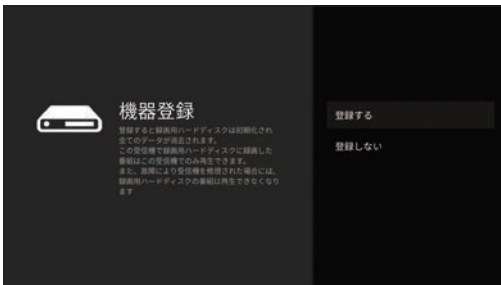 機器登録
登録すると録画用ハードディスクは初期化され
全てのデータが消去されます。
この受信機で録画用ハードディスクに録画した
番組はこの受信機でのみ再生できます。
また、故障により受信機を修理された場合には、
録画用ハードディスクの番組は再生できなくなり
ます
登録する
登録しない